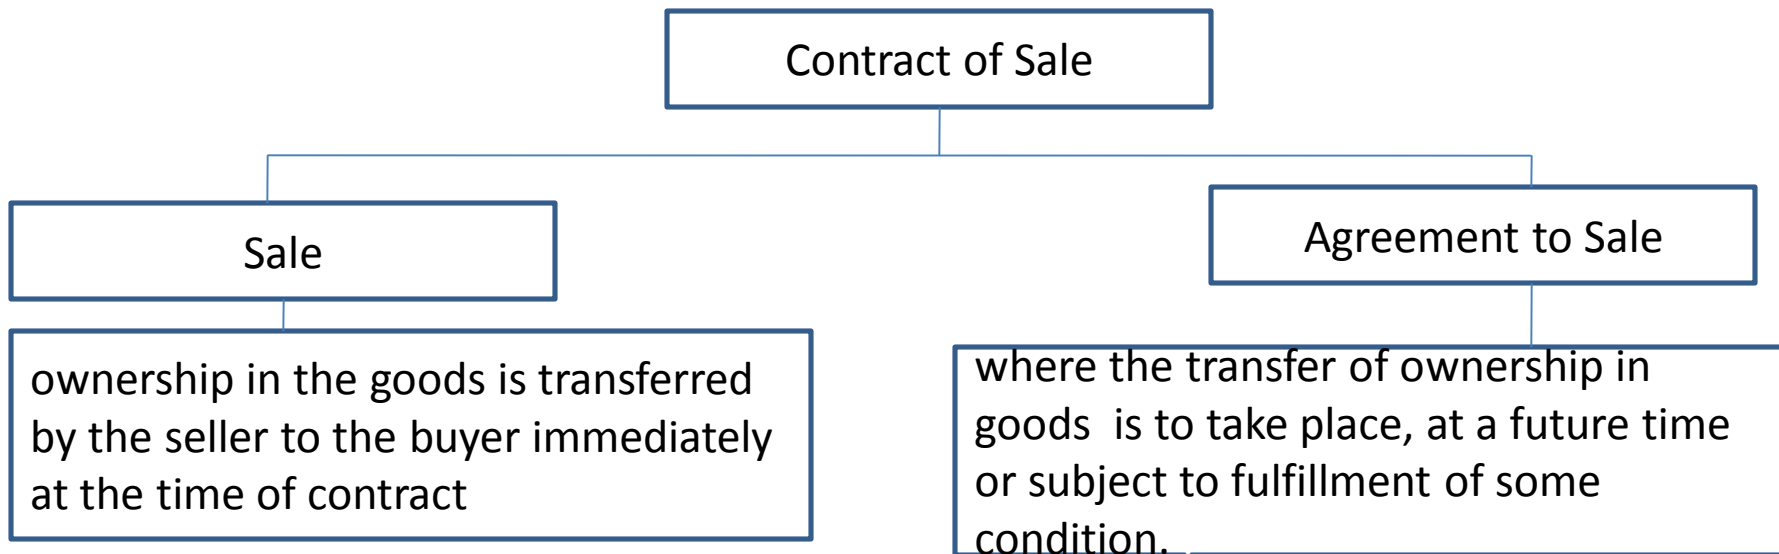 Contract of Sale
Sale
Agreement to Sale
ownership in the goods is transferred
by the seller to the buyer immediately
at the time of contract
where the transfer of ownership in
goods  is to take place, at a future time
or subject to fulfillment of some
condition.